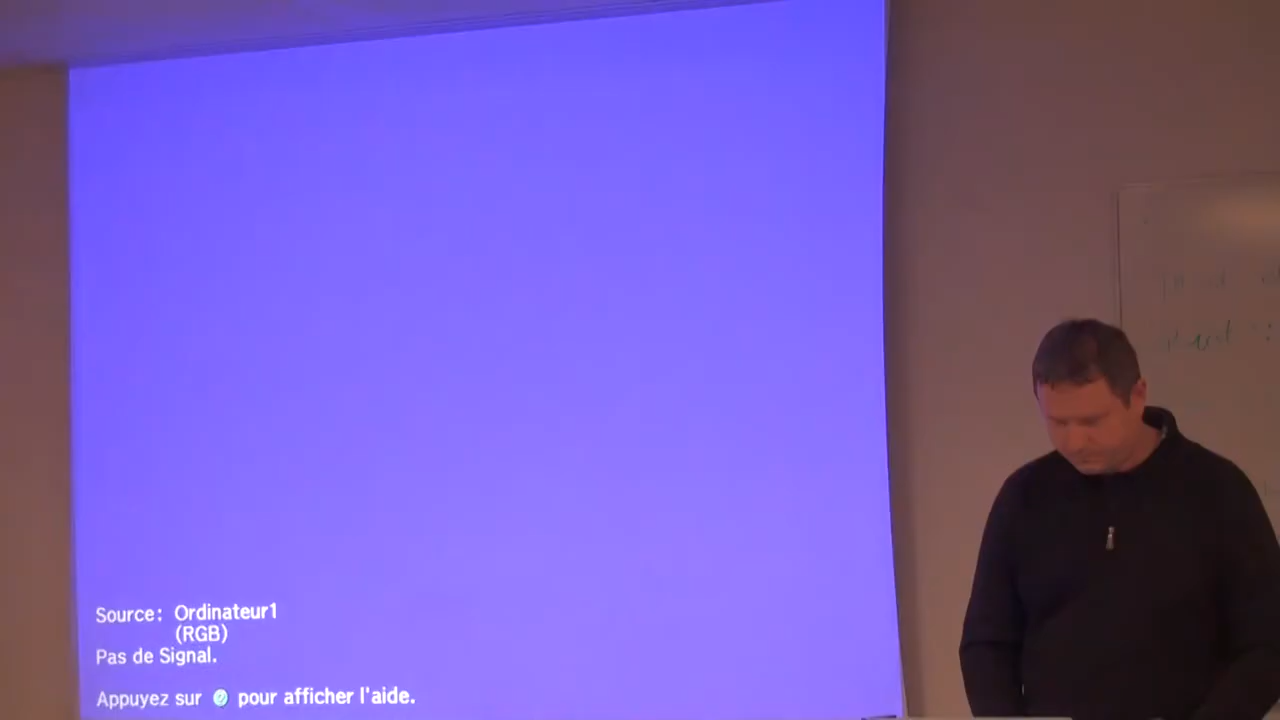 Source: Ordinateur1
(RGB)
Pas de Signal.
Appuyez sur ? pour afficher l'aide.